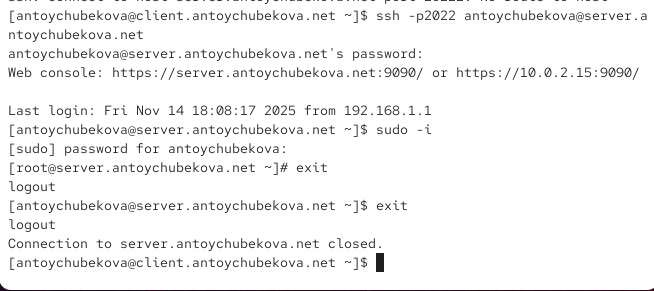 [antoychubekova@client.antoychubekova.net ~]$ ssh -p2022 antoychubekova@server.a
ntoychubekova.net
antoychubekova@server.antoychubekova.net's password:
Web console: https://server.antoychubekova.net:9090/ or https://10.0.2.15:9090/
Last login: Fri Nov 14 18:08:17 2025 from 192.168.1.1
[antoychubekova@server.antoychubekova.net ~]$ sudo -i
[sudo] password for antoychubekova:
[root@server.antoychubekova.net ~]# exit
logout
[antoychubekova@server.antoychubekova.net ~]$ exit
logout
Connection to server.antoychubekova.net closed.
[antoychubekova@client.antoychubekova.net ~]$